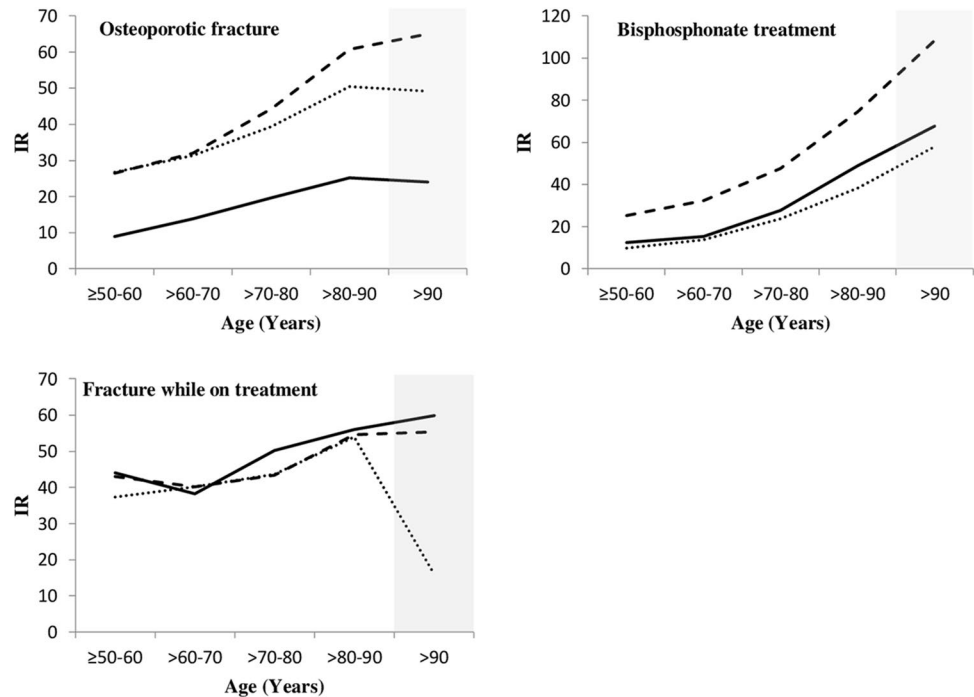 Osteoporotic fracture
70
60
50
40
30
20
10
0
IR
≥50-60 >60-70 >70-80 >80-90 >90
Age (Years)
Bisphosphonate treatment
120
100
80
60
40
20
0
IR
≥50-60 >60-70 >70-80 >80-90 >90
Age (Years)
Fracture while on treatment
70
60
50
40
30
20
10
0
IR
≥50-60 >60-70 >70-80 >80-90 >90
Age (Years)